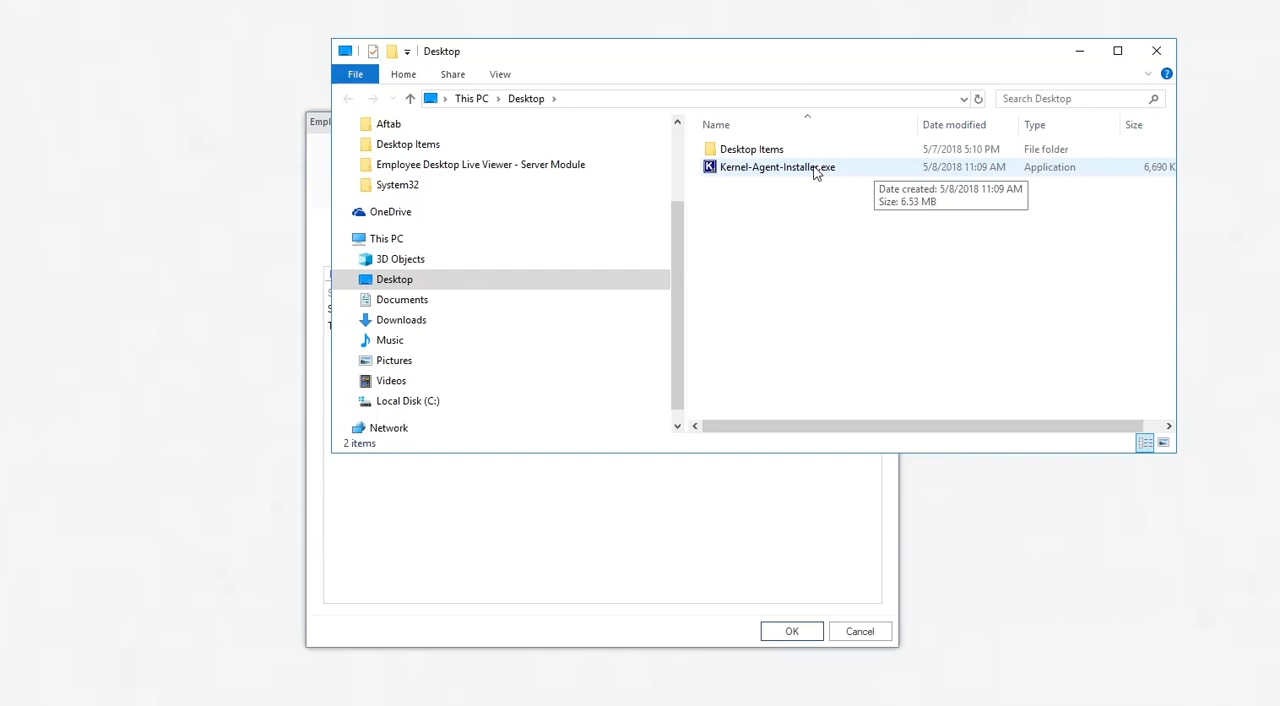 Desktop
File Home Share View
This PC Desktop
Search Desktop
Empl
Aftab
Desktop Items
Employee Desktop Live Viewer - Server Module
System32
OneDrive
This PC
3D Objects
Desktop
Documents
Downloads
Music
Pictures
Videos
Local Disk (C:)
Network
2 items
Name Date modified Type Size
Desktop Items 5/7/2018 5:10 PM File folder
Kernel-Agent-Installer.exe 5/8/2018 11:09 AM Application 6,690 K
Date created: 5/8/2018 11:09 AM
Size: 6.53 MB
OK Cancel